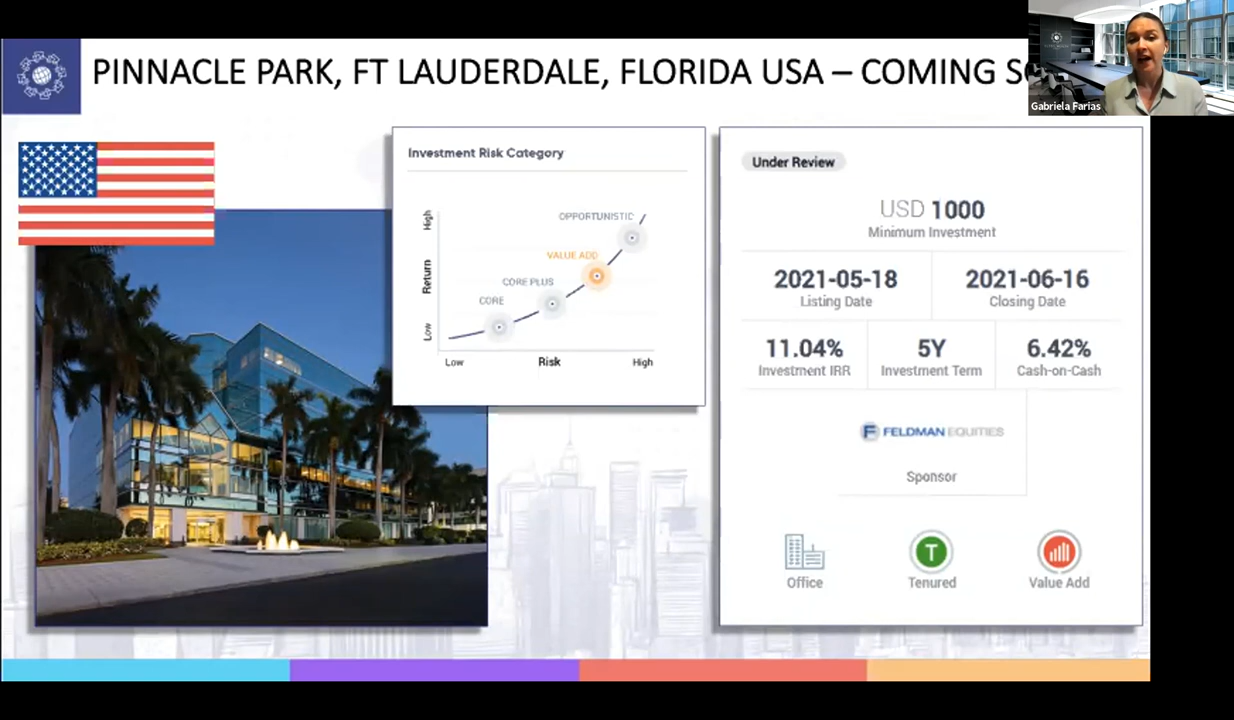 PINNACLE PARK, FT LAUDERDALE, FLORIDA USA – COMING
Gabriela Farias
Investment Risk Category
High
Return
Low
OPPORTUNISTIC
VALUE ADD
CORE PLUS
CORE
Low
Risk
High
Under Review
USD 1000
Minimum Investment
2021-05-18
Listing Date
2021-06-16
Closing Date
11.04%
Investment IRR
5Y
Investment Term
6.42%
Cash-on-Cash
F FELDMAN EQUITIES
Sponsor
Office
T
Tenured
Value Add